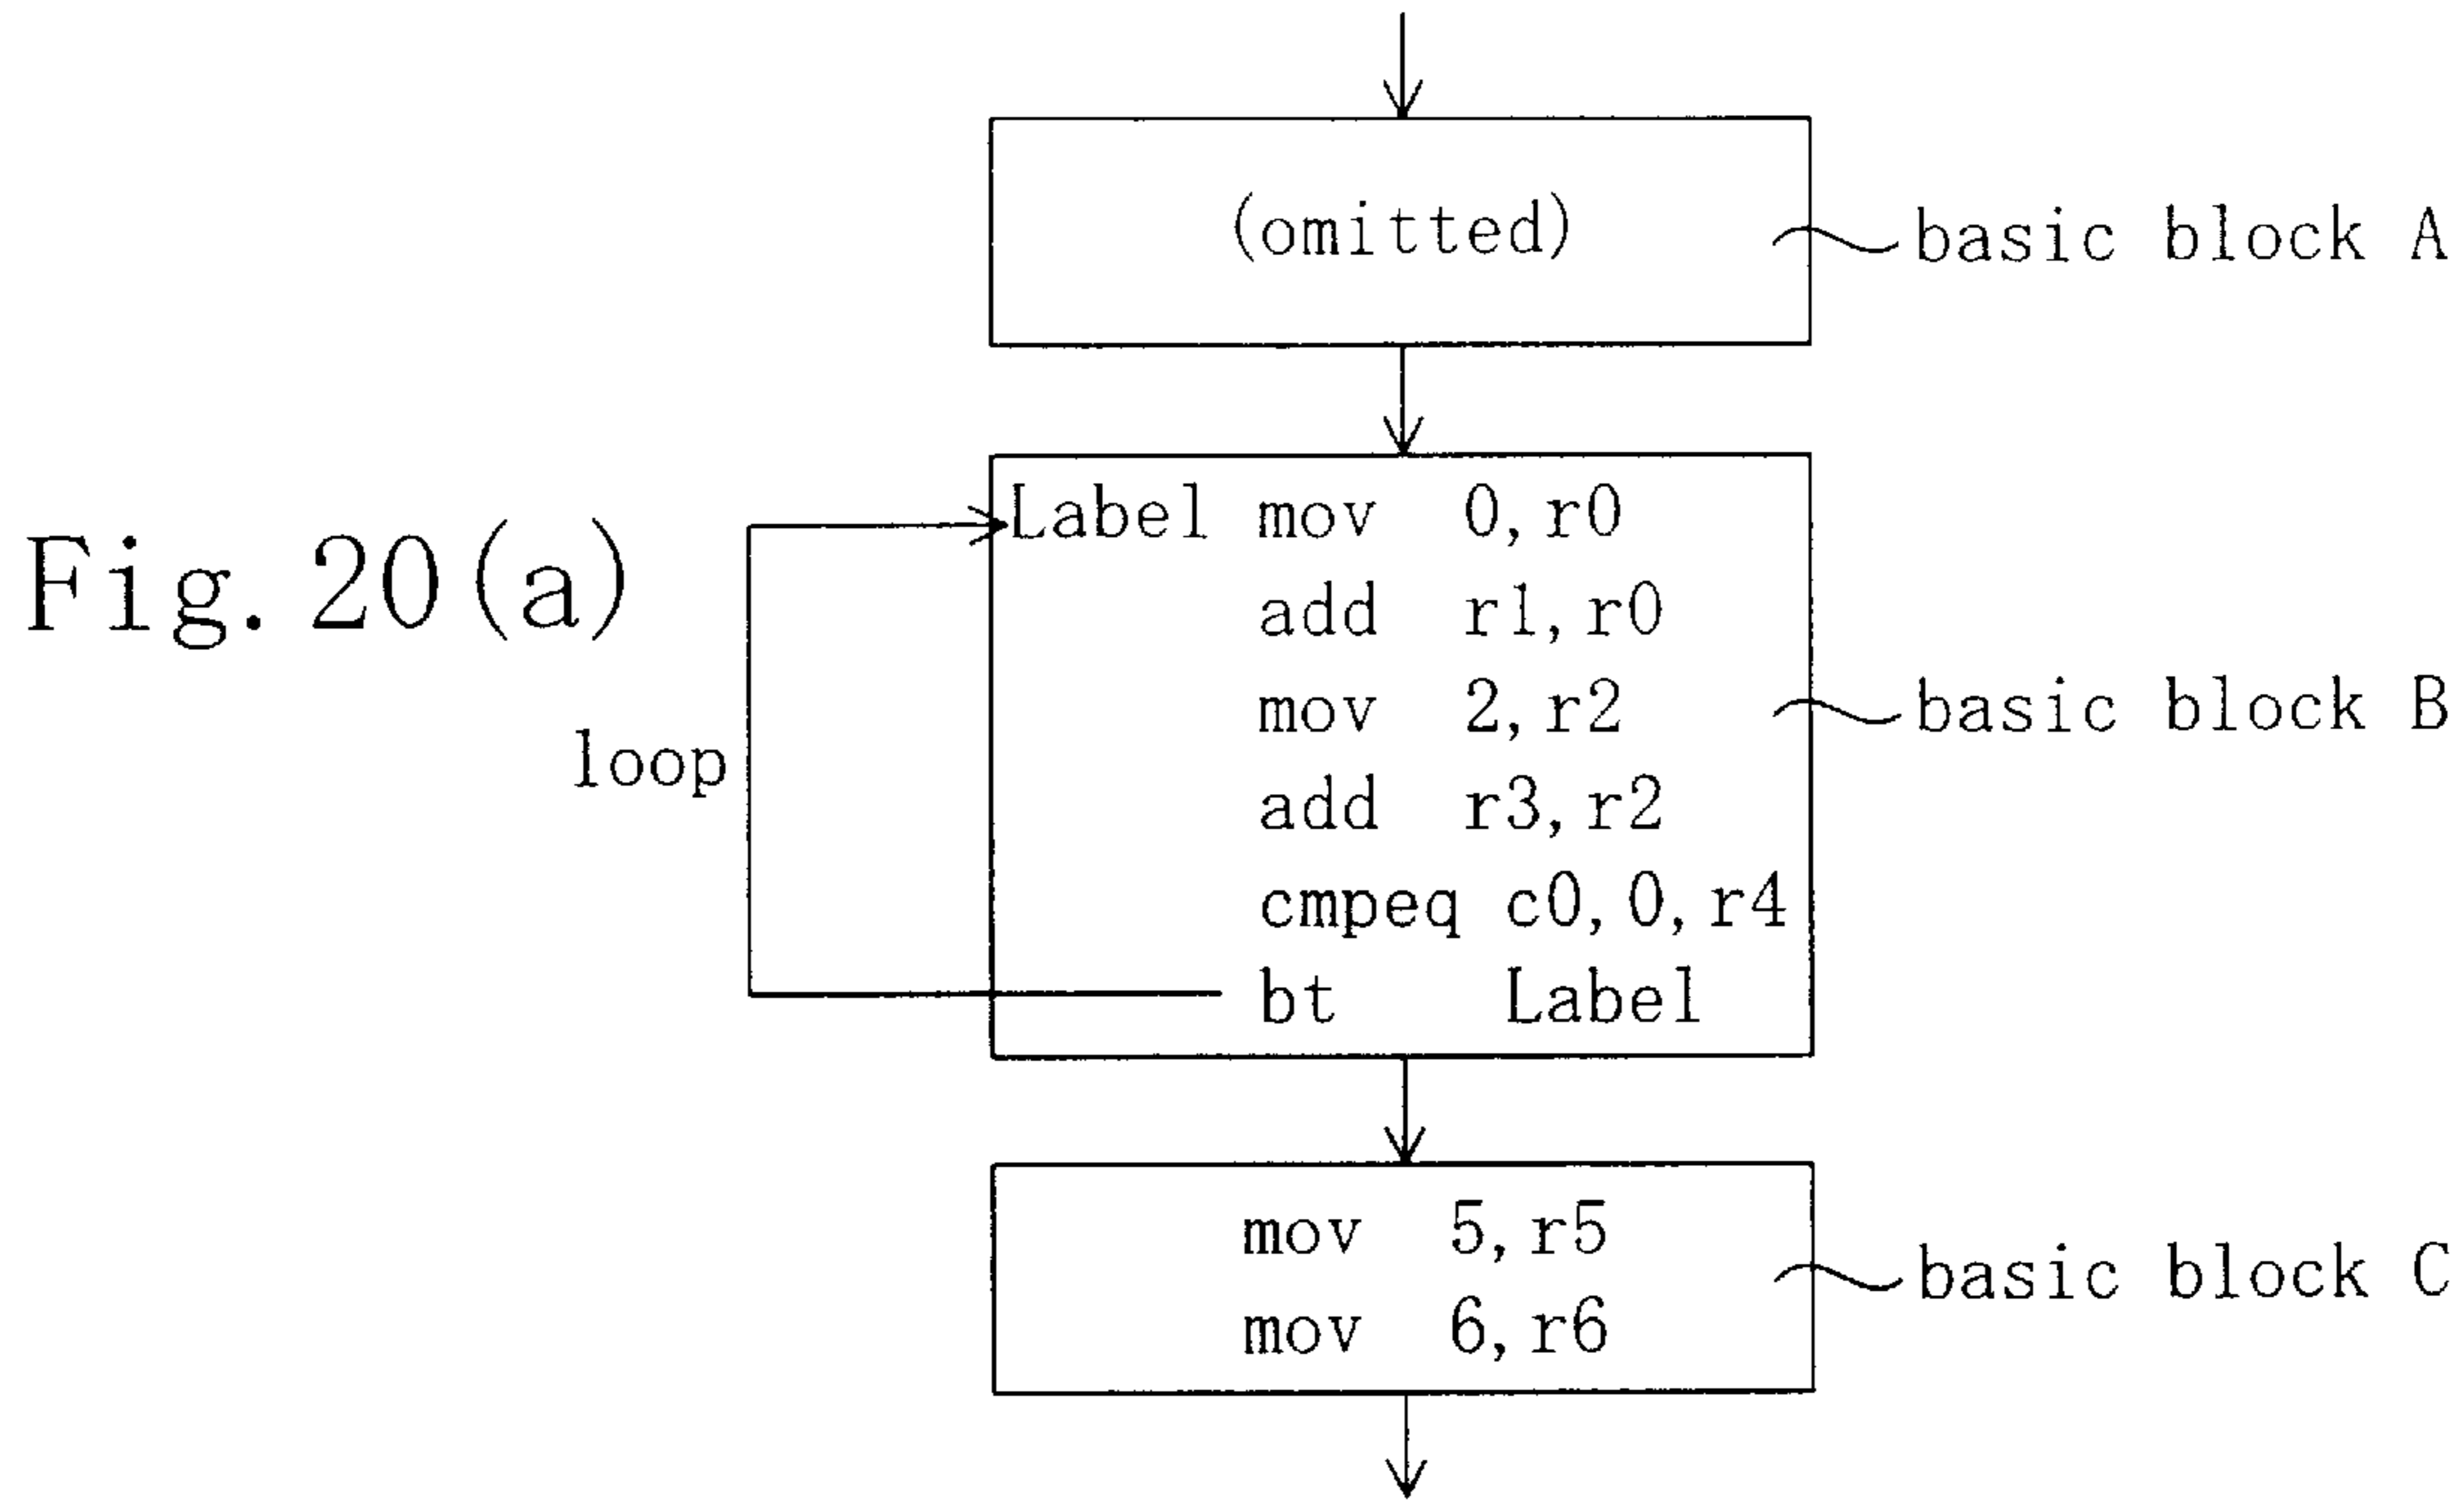 (omitted)
basic block A
Fig. 20(a)
loop
Label mov 0,r0
add r1,r0
mov 2,r2
add r3,r2
cmpeq c0,0,r4
bt Label
basic block B
mov 5,r5
mov 6,r6
basic block C